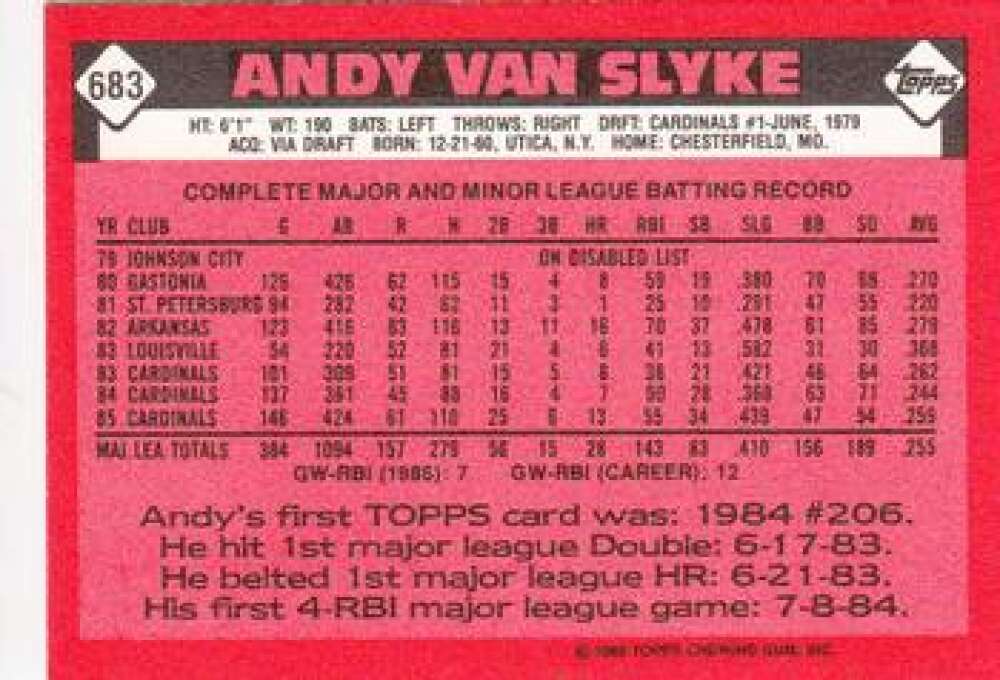 683
ANDY VAN SLYKE
TOPPS
HT: 6'1" WT: 190 BATS: LEFT THROWS: RIGHT DRFT: CARDINALS #1-JUNE, 1979
ACQ: VIA DRAFT BORN: 12-21-60, UTICA, N.Y. HOME: CHESTERFIELD, MO.
COMPLETE MAJOR AND MINOR LEAGUE BATTING RECORD
YR CLUB G AB R H 2B 3B HR RBI SB SLG BB SO AVG
79 JOHNSON CITY ON DISABLED LIST
80 GASTONIA 126 426 62 115 15 4 8 59 19 .380 70 .270
81 ST. PETERSBURG 94 282 42 62 11 3 1 25 10 .291 47 55 .220
82 ARKANSAS 123 416 83 116 13 11 16 70 37 .478 61 85 .279
83 LOUISVILLE 54 220 52 81 21 4 6 41 13 .582 31 30 .368
83 CARDINALS 101 309 51 81 15 5 8 38 21 .421 46 64 .262
84 CARDINALS 137 361 45 88 16 4 7 50 28 .368 63 71 .244
85 CARDINALS 146 424 61 110 25 6 13 55 34 .439 47 54 .259
MAJ LEA TOTALS 384 1094 157 279 56 15 28 143 83 .410 156 189 .255
GW-RBI (1985): 7 GW-RBI (CAREER): 12
Andy's first TOPPS card was: 1984 #206.
He hit 1st major league Double: 6-17-83.
He belted 1st major league HR: 6-21-83.
His first 4-RBI major league game: 7-8-84.
© TOPPS CHEWING GUM, INC.